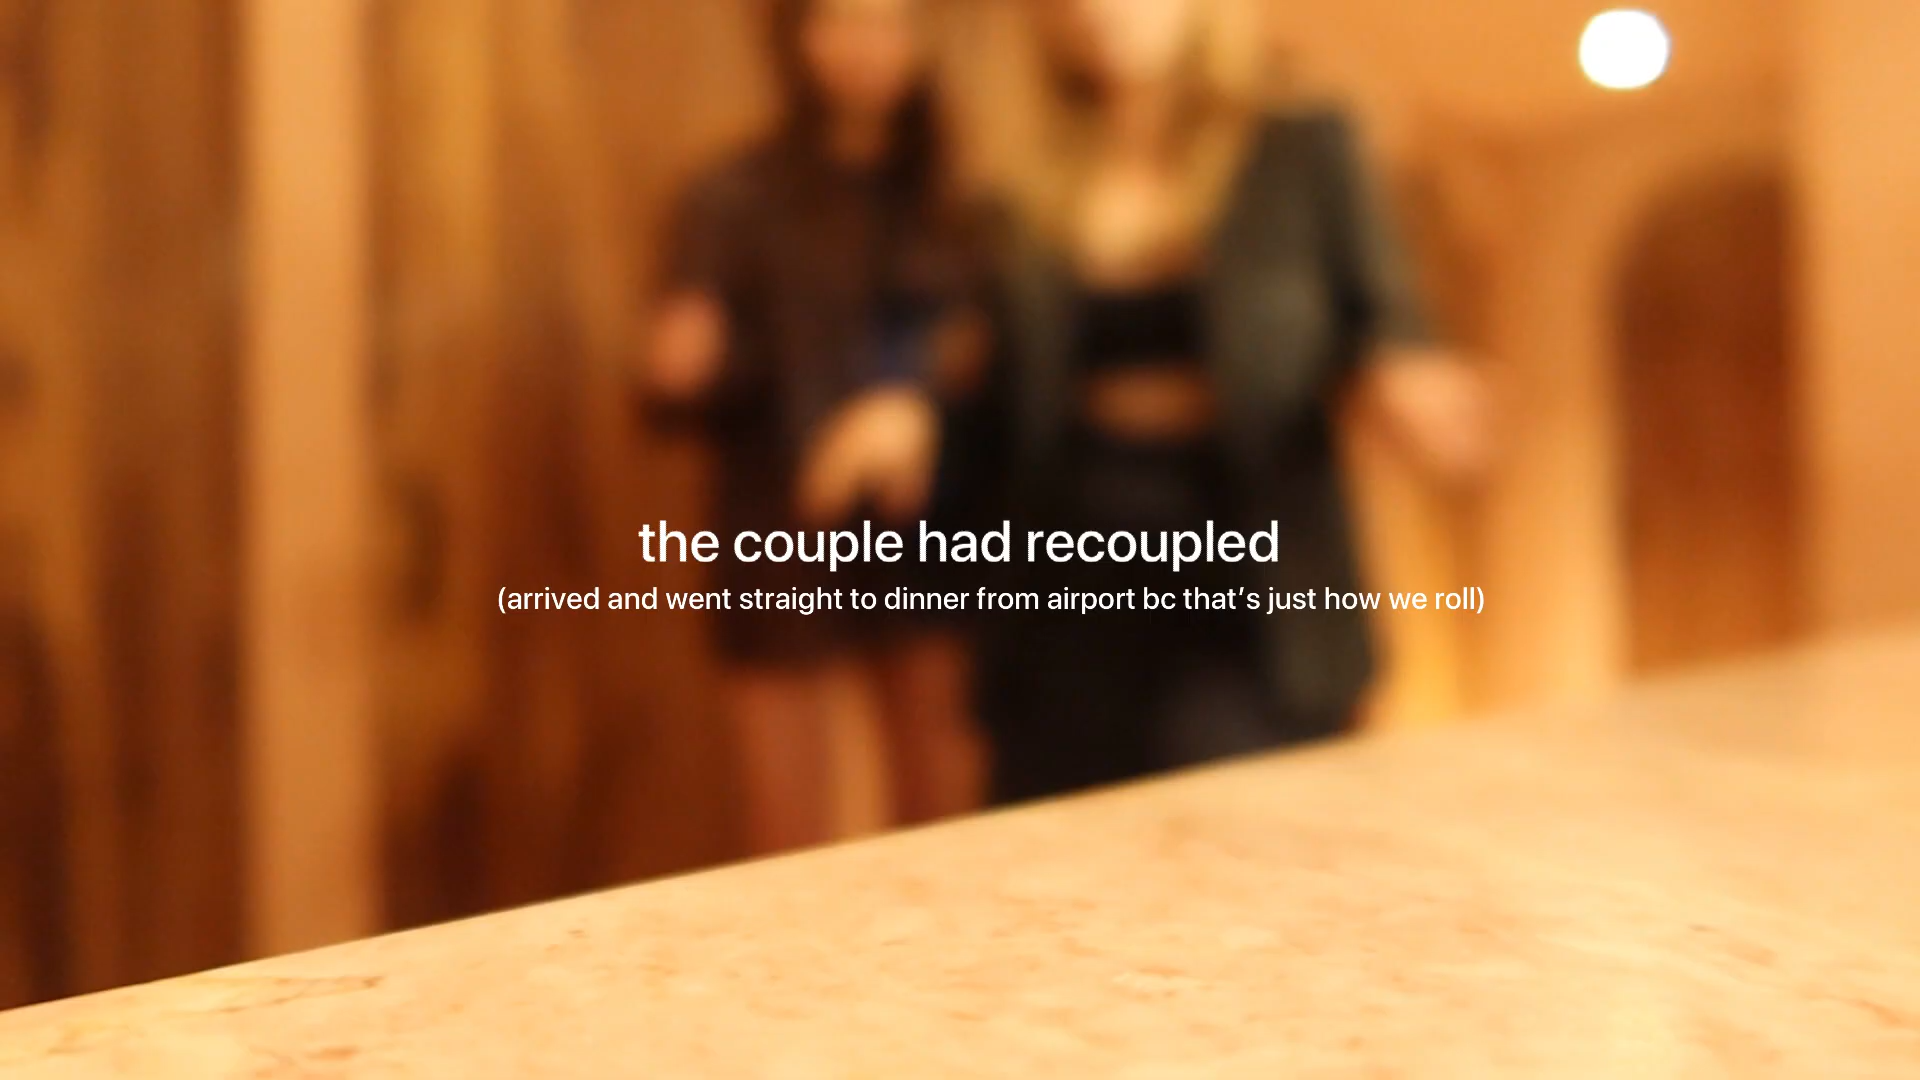 the couple had recoupled
(arrived and went straight to dinner from airport bc that’s just how we roll)